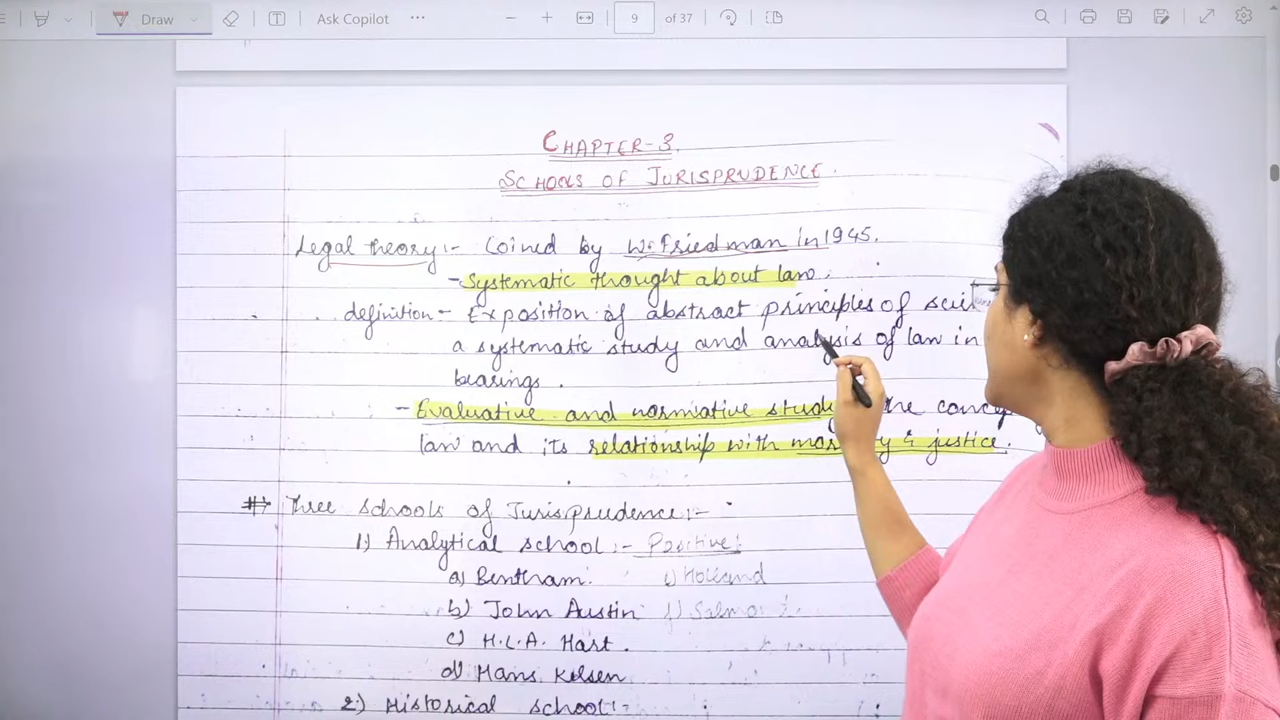 Draw
Ask Copilot
9 of 37
CHAPTER-3.
SCHOOLS OF JURISPRUDENCE.
Legal theory:- Coined by W. Friedman in 1945.
-Systematic thought about law.
definition - Exposition of abstract principles of
a systematic study and analysis of law in
bearings.
- Evaluative and normative study the
law and its relationship with & justice.
#⇒ Three schools of Jurisprudence:-
1) Analytical school:- Positive:
a) Bentham. e) Holland
b) John Austin f)
c) H.L.A. Hart.
d) Hans Kelsen
2) Historical school:-